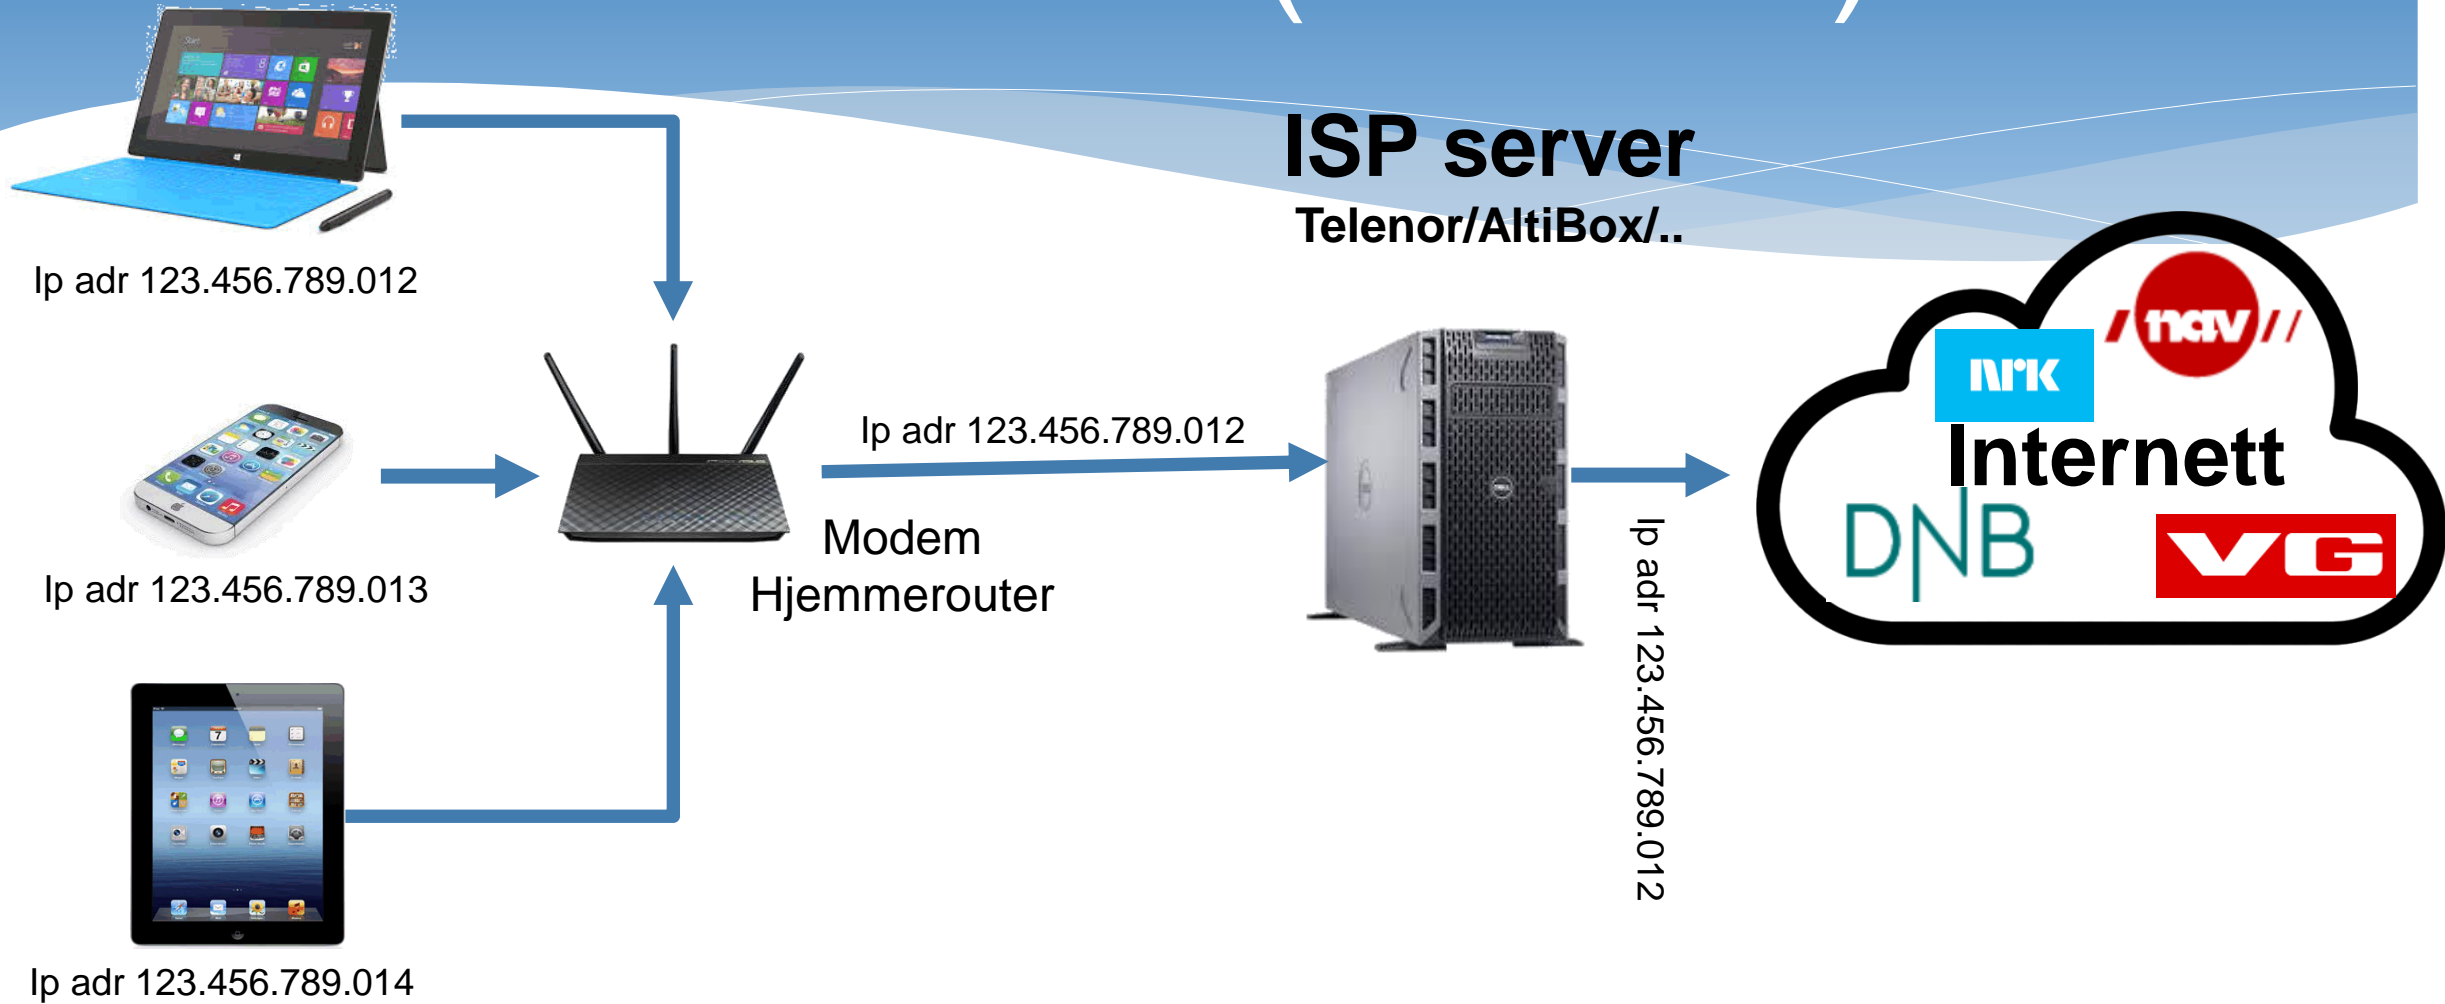 ISP server
Telenor/AltiBox/..
Ip adr 123.456.789.012
Ip adr 123.456.789.013
Ip adr 123.456.789.014
Modem
Hjemmerouter
Ip adr 123.456.789.012
Ip adr 123.456.789.012
nav
NrK
Internett
DNB
VG
Start